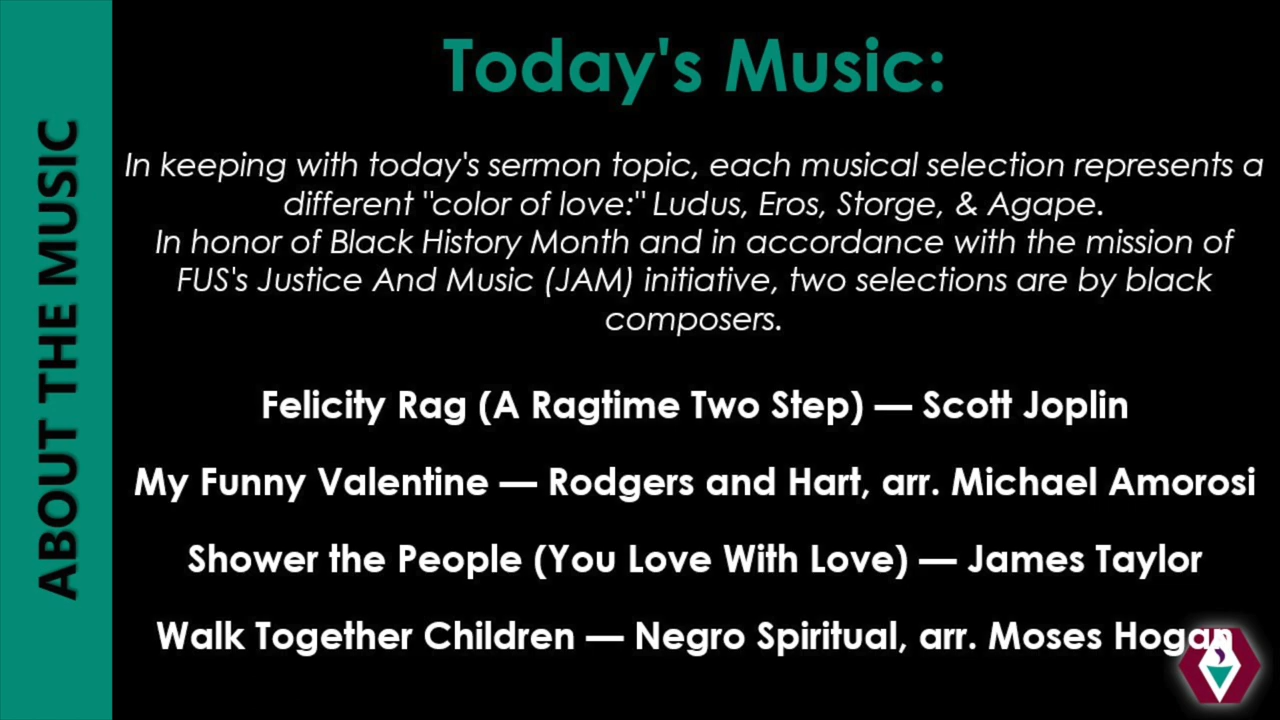 ABOUT THE MUSIC
Today's Music:
In keeping with today's sermon topic, each musical selection represents a
different "color of love:" Ludus, Eros, Storge, & Agape.
In honor of Black History Month and in accordance with the mission of
FUS's Justice And Music (JAM) initiative, two selections are by black
composers.
Felicity Rag (A Ragtime Two Step) — Scott Joplin
My Funny Valentine — Rodgers and Hart, arr. Michael Amorosi
Shower the People (You Love With Love) — James Taylor
Walk Together Children — Negro Spiritual, arr. Moses Hogan